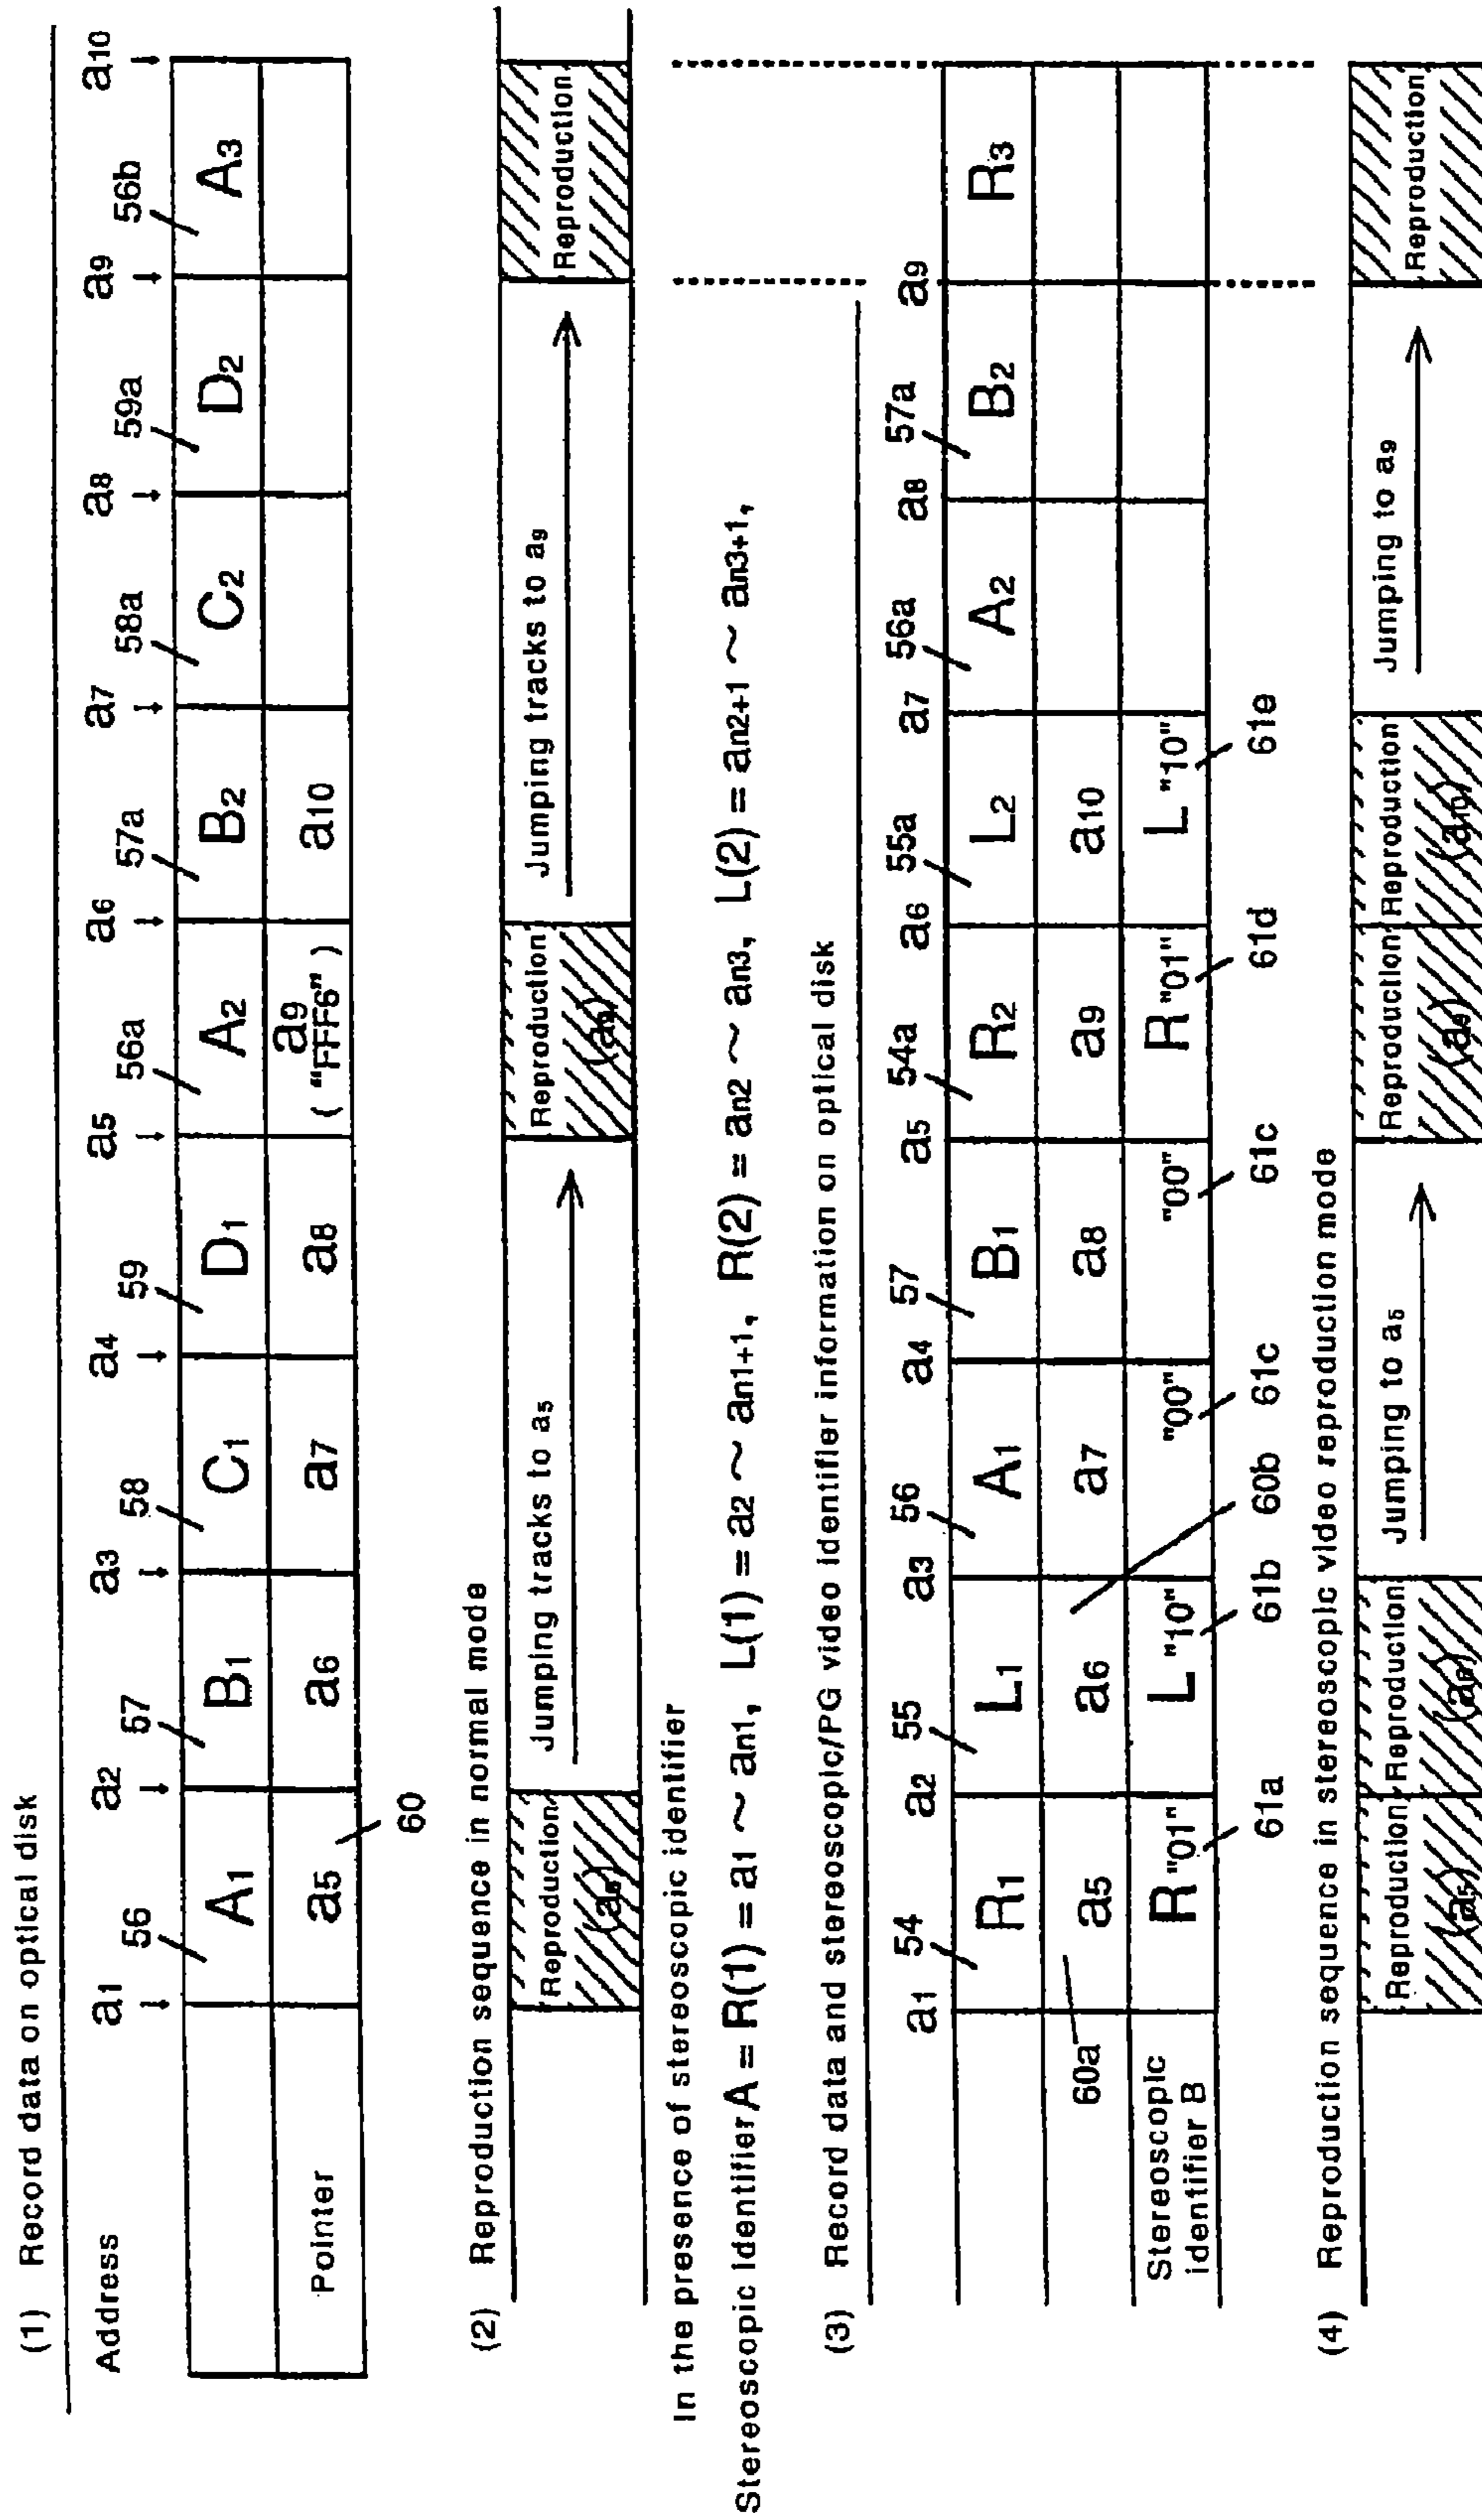 (1) Record data on optical disk
Address a1 a2 a3 a4 a5 a6 a7 a8 a9 a10
56 57 58 59 56a 57a 58a 59a 56b
A1 B1 C1 D1 A2 B2 C2 D2 A3
Pointer a5 a6 a7 a8 a9 a10
("FFF6")
60
(2) Reproduction sequence in normal mode
Reproduction Jumping tracks to a5 Reproduction Jumping tracks to a9 Reproduction
(a5) (a9)
In the presence of stereoscopic identifier
Stereoscopic identifier A = R(1) = a1 ~ an1, L(1) = a2 ~ an1+1, R(2) = an2 ~ an3, L(2) = an2+1 ~ an3+1,
(3) Record data and stereoscopic/PG video identifier information on optical disk
a1 a2 a3 a4 a5 a6 a7 a8 a9
54 55 56 57 54a 55a 56a 57a
R1 L1 A1 B1 R2 L2 A2 B2 R3
60a a5 a6 a7 a8 a9 a10
Stereoscopic identifier B R "01" L "10" "00" "00" R "01" L "10"
61a 61b 60b 61c 61c 61d 61e
(4) Reproduction sequence in stereoscopic video reproduction mode
Reproduction Reproduction Jumping to a5 Reproduction Reproduction Jumping to a9 Reproduction
(a5) (a6) (a9) (a10)